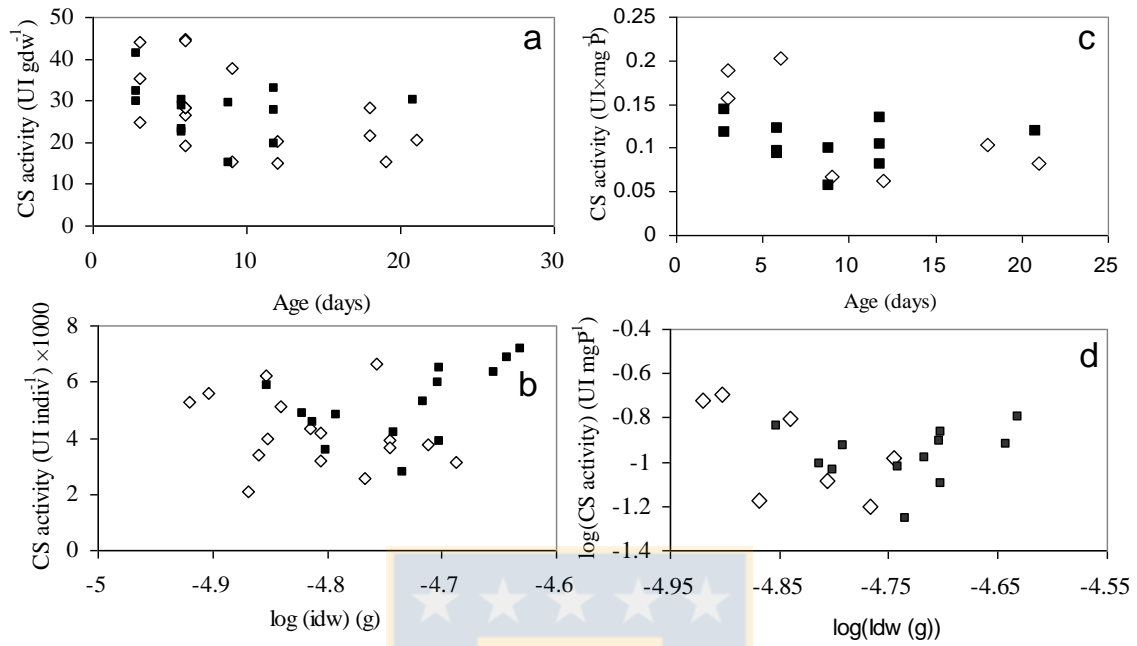 a
CS activity (UI gdw⁻¹)
50
40
30
20
10
0
0 10 20 30
Age (days)
c
CS activity (UI×mg⁻¹P)
0.25
0.2
0.15
0.1
0.05
0
0 5 10 15 20 25
Age (days)
b
CS activity (UI indiv⁻¹) ×1000
8
6
4
2
0
-5 -4.9 -4.8 -4.7 -4.6
log (idw) (g)
d
log(CS activity) (UI mgP⁻¹)
-0.4
-0.6
-0.8
-1
-1.2
-1.4
-4.95 -4.85 -4.75 -4.65 -4.55
log(Idw (g))